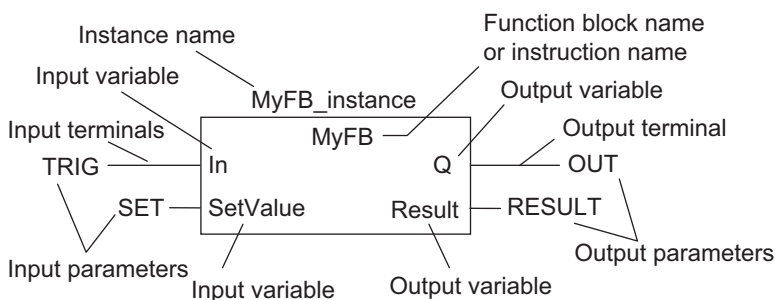 Function block name
or instruction name
Instance name
Input variable
Output variable
MyFB_instance
Input terminals
MyFB
Output terminal
TRIG
In
Q
OUT
SET
SetValue
Result
RESULT
Input parameters
Output parameters
Input variable
Output variable